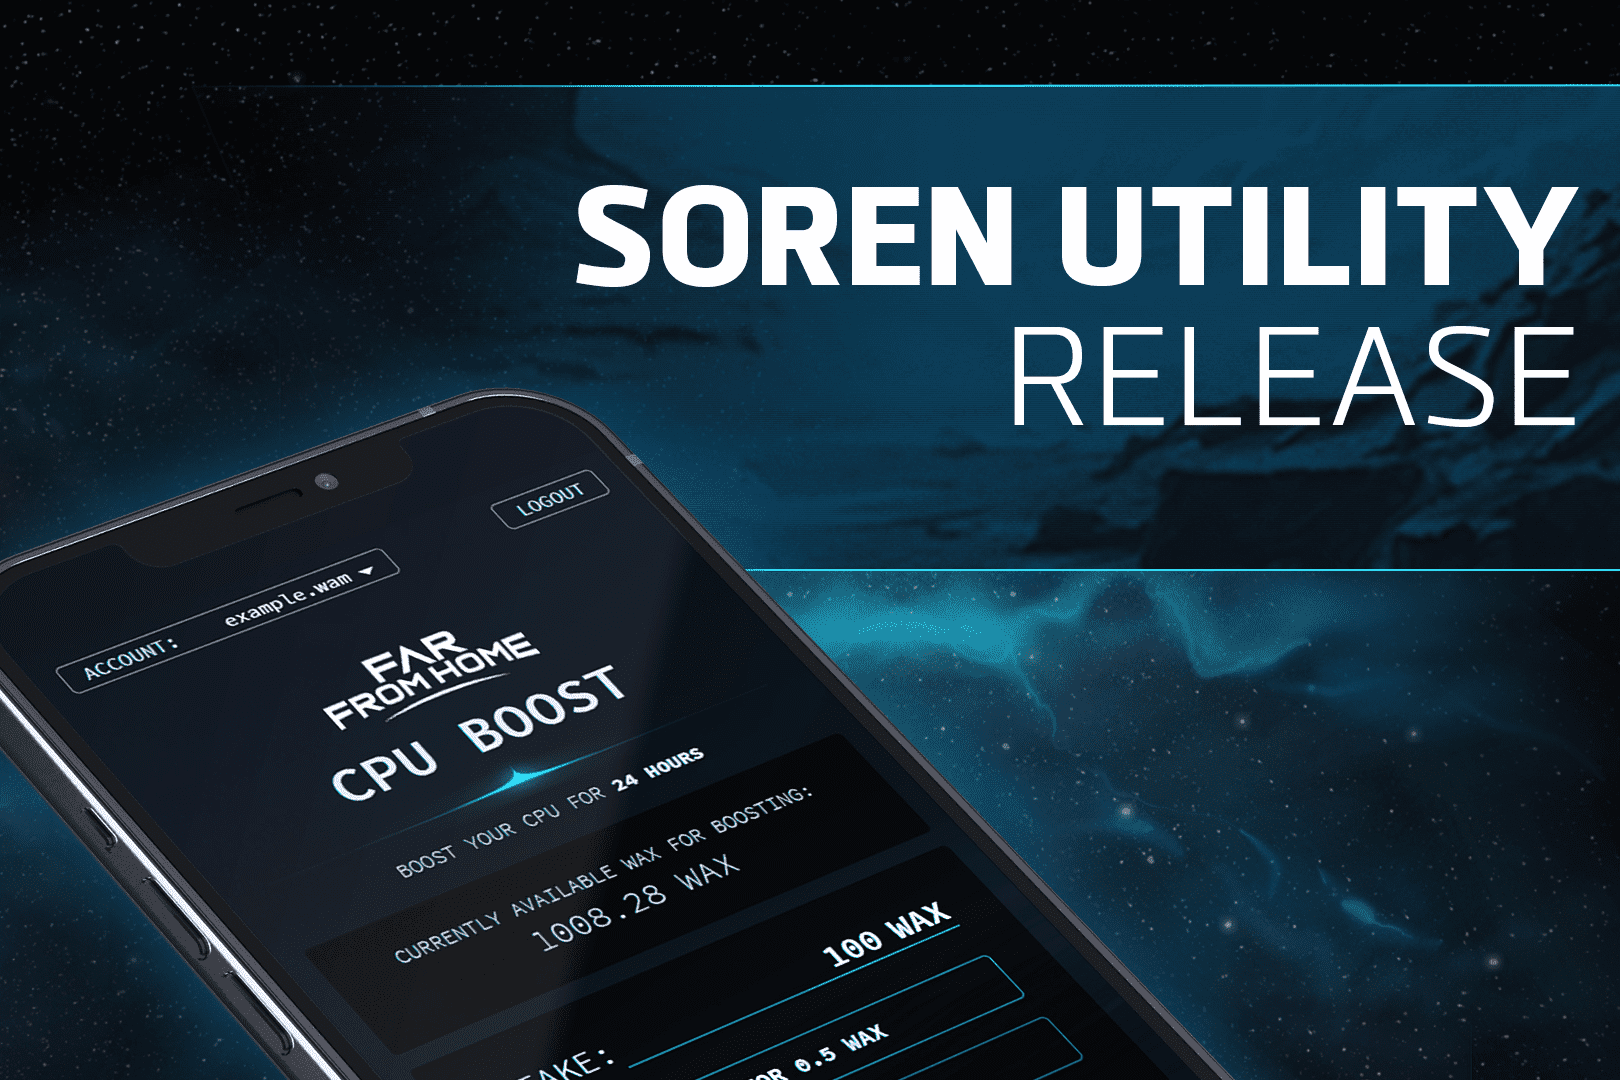 SOREN UTILITY
RELEASE
LOGOUT
ACCOUNT: example.wam
FAR
FROM HOME
CPU BOOST
BOOST YOUR CPU FOR 24 HOURS
CURRENTLY AVAILABLE WAX FOR BOOSTING:
1008.28 WAX
100 WAX
0.5 WAX